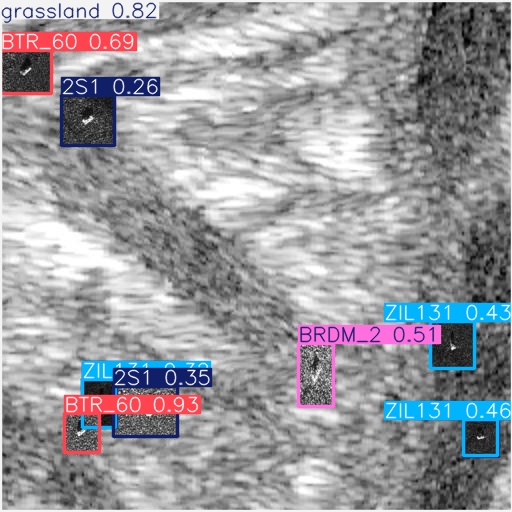 grassland 0.82
BTR_60 0.69
2S1 0.26
ZIL131 0.43
BRDM_2 0.51
2S1 0.35
BTR_60 0.93
ZIL131 0.46